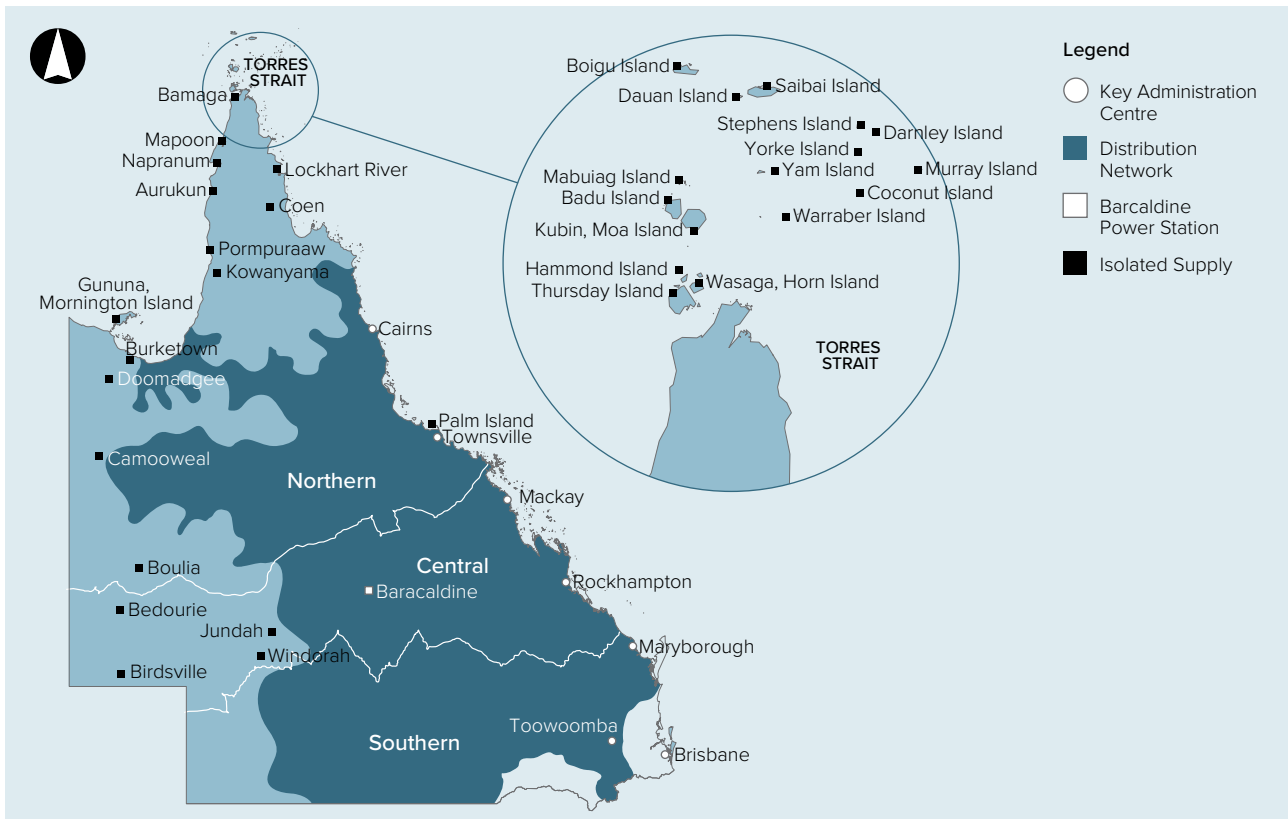 TORRES
STRAIT
Bamaga
Mapoon
Napranum
Lockhart River
Aurukun
Coen
Pormpuraaw
Kowanyama
Gununa,
Mornington Island
Cairns
Burketown
Doomadgee
Palm Island
Townsville
Camooweal
Northern
Mackay
Central
Boulia
Rockhampton
Baracaldine
Bedourie
Jundah
Maryborough
Windorah
Birdsville
Toowoomba
Southern
Brisbane
Boigu Island
Saibai Island
Dauan Island
Stephens Island
Darnley Island
Yorke Island
Yam Island
Murray Island
Mabuiag Island
Badu Island
Coconut Island
Warraber Island
Kubin, Moa Island
Hammond Island
Wasaga, Horn Island
Thursday Island
TORRES
STRAIT
Legend
Key Administration
Centre
Distribution
Network
Barcaldine
Power Station
Isolated Supply